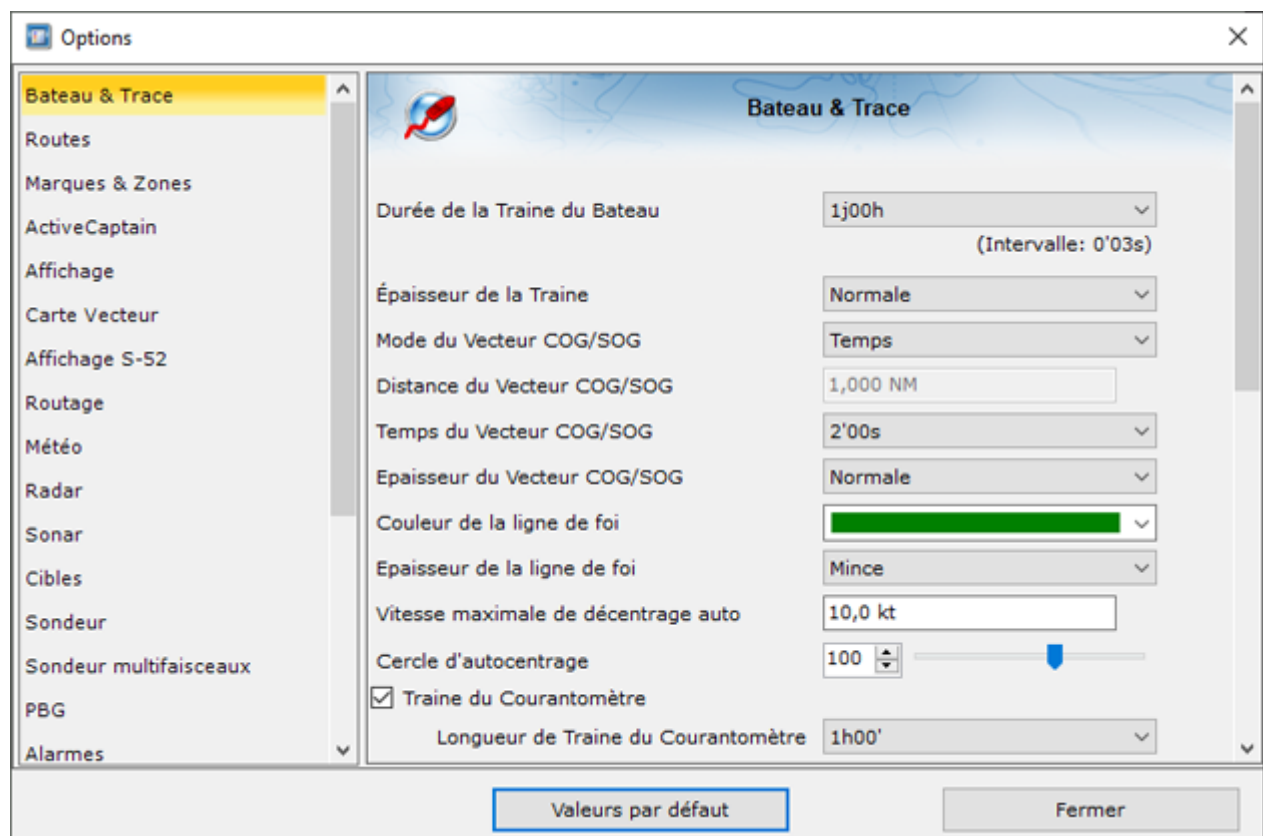 Options
Bateau & Trace
Routes
Marques & Zones
ActiveCaptain
Affichage
Carte Vecteur
Affichage S-52
Routage
Météo
Radar
Sonar
Cibles
Sondeur
Sondeur multifaisceaux
PBG
Alarmes
Bateau & Trace
Durée de la Traine du Bateau 1j00h
(Intervalle: 0'03s)
Épaisseur de la Traine Normale
Mode du Vecteur COG/SOG Temps
Distance du Vecteur COG/SOG 1,000 NM
Temps du Vecteur COG/SOG 2'00s
Epaisseur du Vecteur COG/SOG Normale
Couleur de la ligne de foi
Epaisseur de la ligne de foi Mince
Vitesse maximale de décentrage auto 10,0 kt
Cercle d'autocentrage 100
Traine du Courantomètre
Longueur de Traine du Courantomètre 1h00'
Valeurs par défaut Fermer